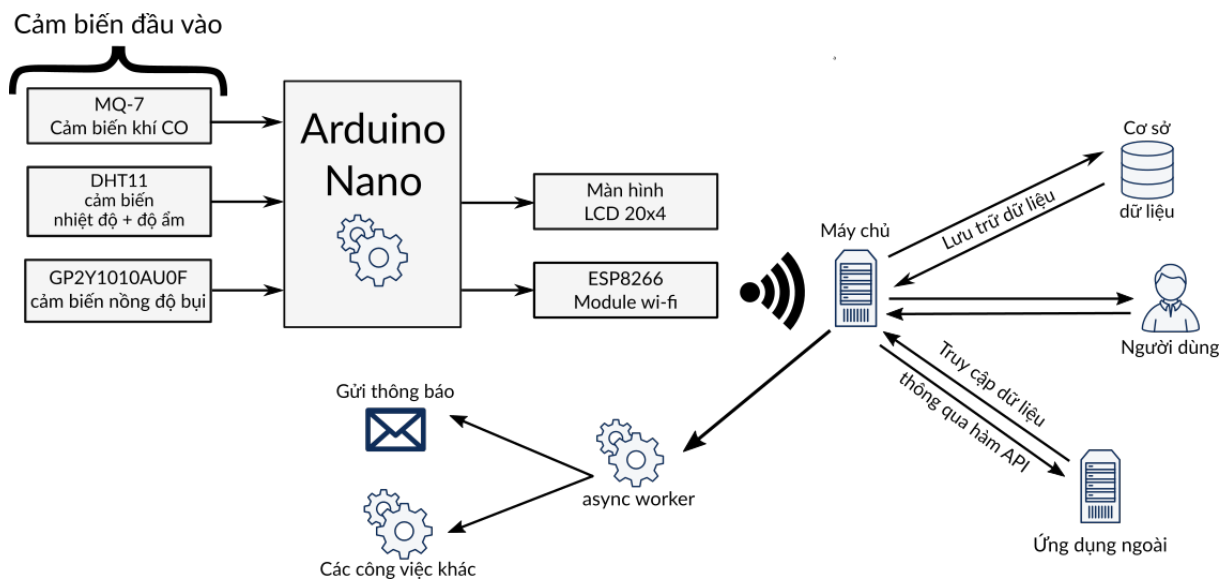 Cảm biến đầu vào
MQ-7
Cảm biến khí CO
DHT11
cảm biến
nhiệt độ + độ ẩm
GP2Y1010AU0F
cảm biến nồng độ bụi
Arduino
Nano
Màn hình
LCD 20x4
ESP8266
Module wi-fi
Máy chủ
Cơ sở
dữ liệu
Lưu trữ dữ liệu
Người dùng
Truy cập dữ liệu
thông qua hàm API
Ứng dụng ngoài
async worker
Gửi thông báo
Các công việc khác